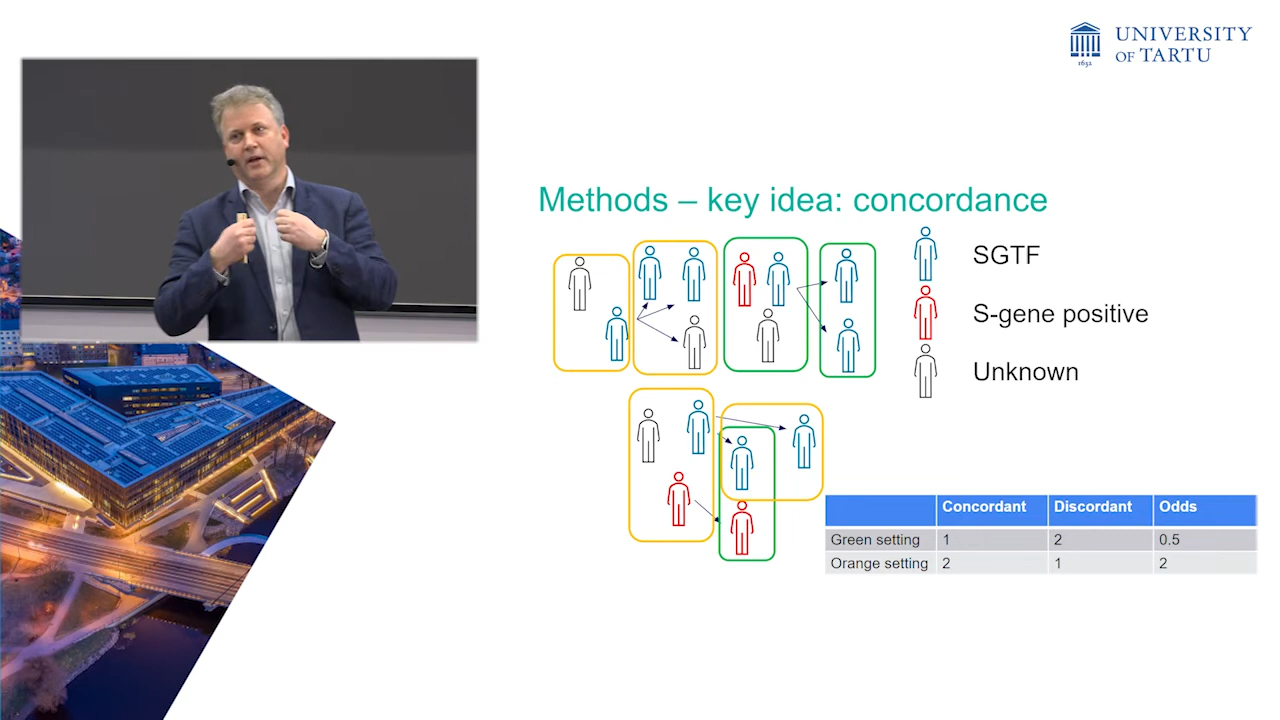 UNIVERSITY
OF TARTU
1632
Methods – key idea: concordance
SGTF
S-gene positive
Unknown
Concordant Discordant Odds
Green setting 1 2 0.5
Orange setting 2 1 2